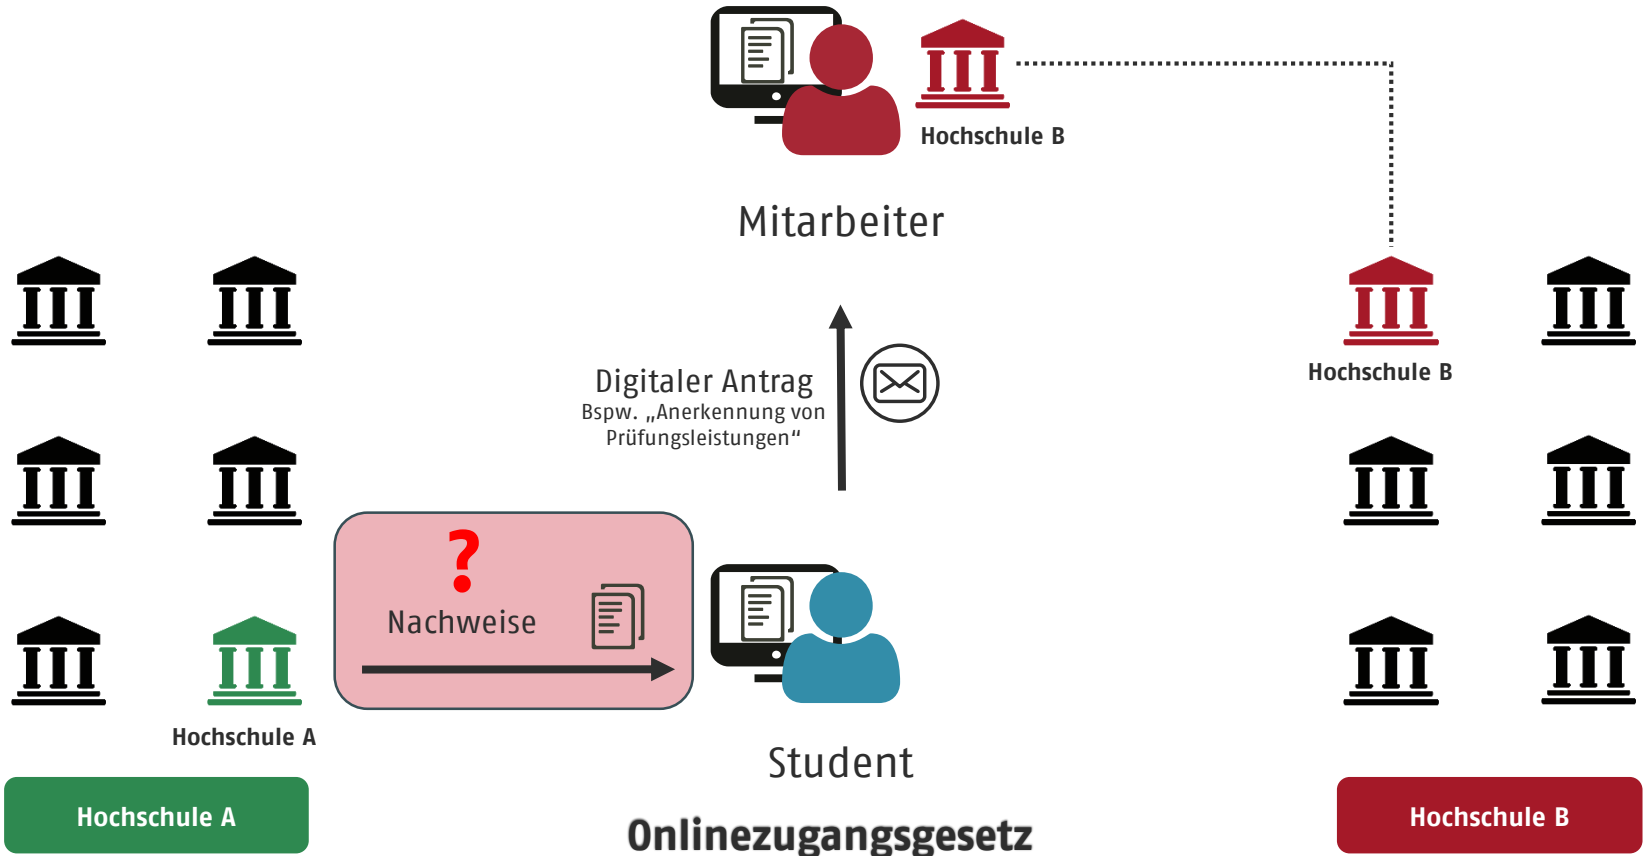 Hochschule B
Mitarbeiter
Hochschule B
Digitaler Antrag
Bspw. „Anerkennung von
Prüfungsleistungen“
?
Nachweise
Hochschule A
Student
Hochschule A
Onlinezugangsgesetz
Hochschule B